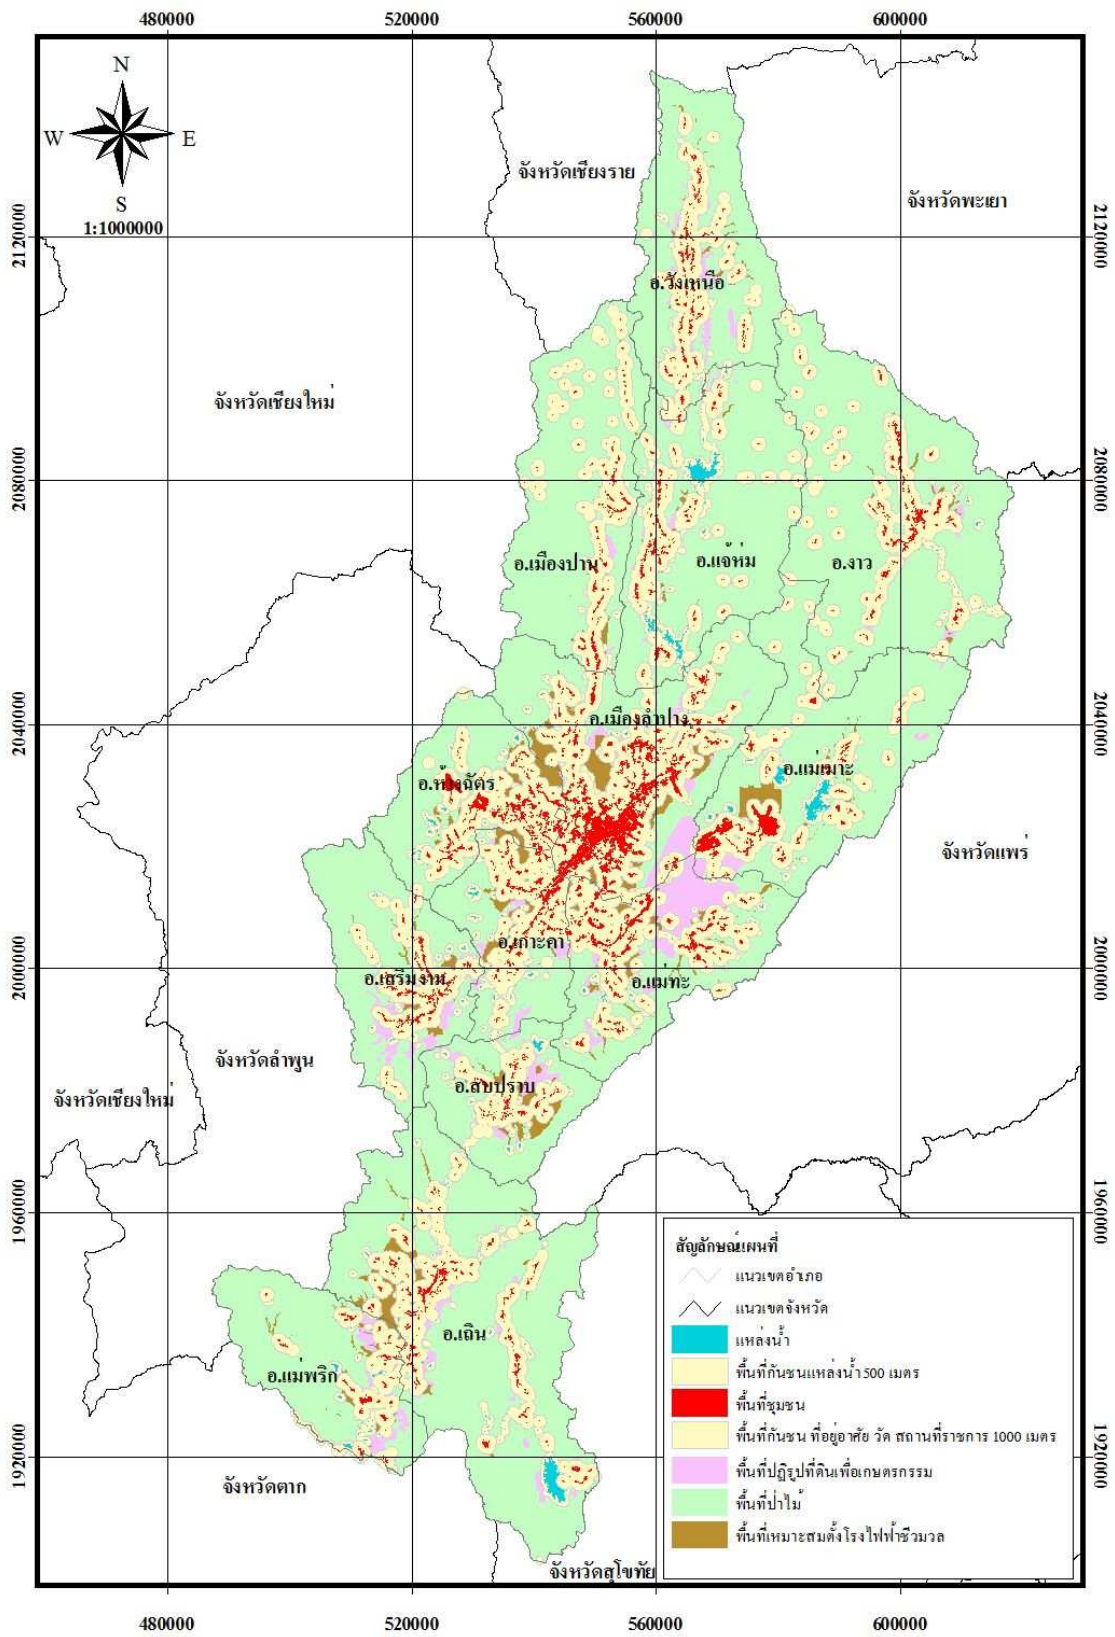 480000 520000 560000 600000
N
W E
S
1:1000000
จังหวัดเชียงราย
จังหวัดพะเยา
2120000 2120000
อ.วังเหนือ
จังหวัดเชียงใหม่
2080000 2080000
อ.เมืองปาน
อ.แจ้ห่ม
อ.งาว
2040000 2040000
อ.เมืองลำปาง
อ.ห้างฉัตร
อ.แม่เมาะ
จังหวัดแพร่
อ.เกาะคา
2000000 2000000
อ.เสริมงาม
อ.แม่ทะ
จังหวัดลำพูน
จังหวัดเชียงใหม่
อ.สบปราบ
1960000 1960000
อ.เถิน
อ.แม่พริก
1920000 1920000
จังหวัดตาก
จังหวัดสุโขทัย
สัญลักษณ์แผนที่
แนวเขตอำเภอ
แนวเขตจังหวัด
แหล่งน้ำ
พื้นที่กันชนแหล่งน้ำ 500 เมตร
พื้นที่ชุมชน
พื้นที่กันชน ที่อยู่อาศัย วัด สถานที่ราชการ 1000 เมตร
พื้นที่ปฏิรูปที่ดินเพื่อเกษตรกรรม
พื้นที่ป่าไม้
พื้นที่เหมาะสมตั้งโรงไฟฟ้าชีวมวล
480000 520000 560000 600000